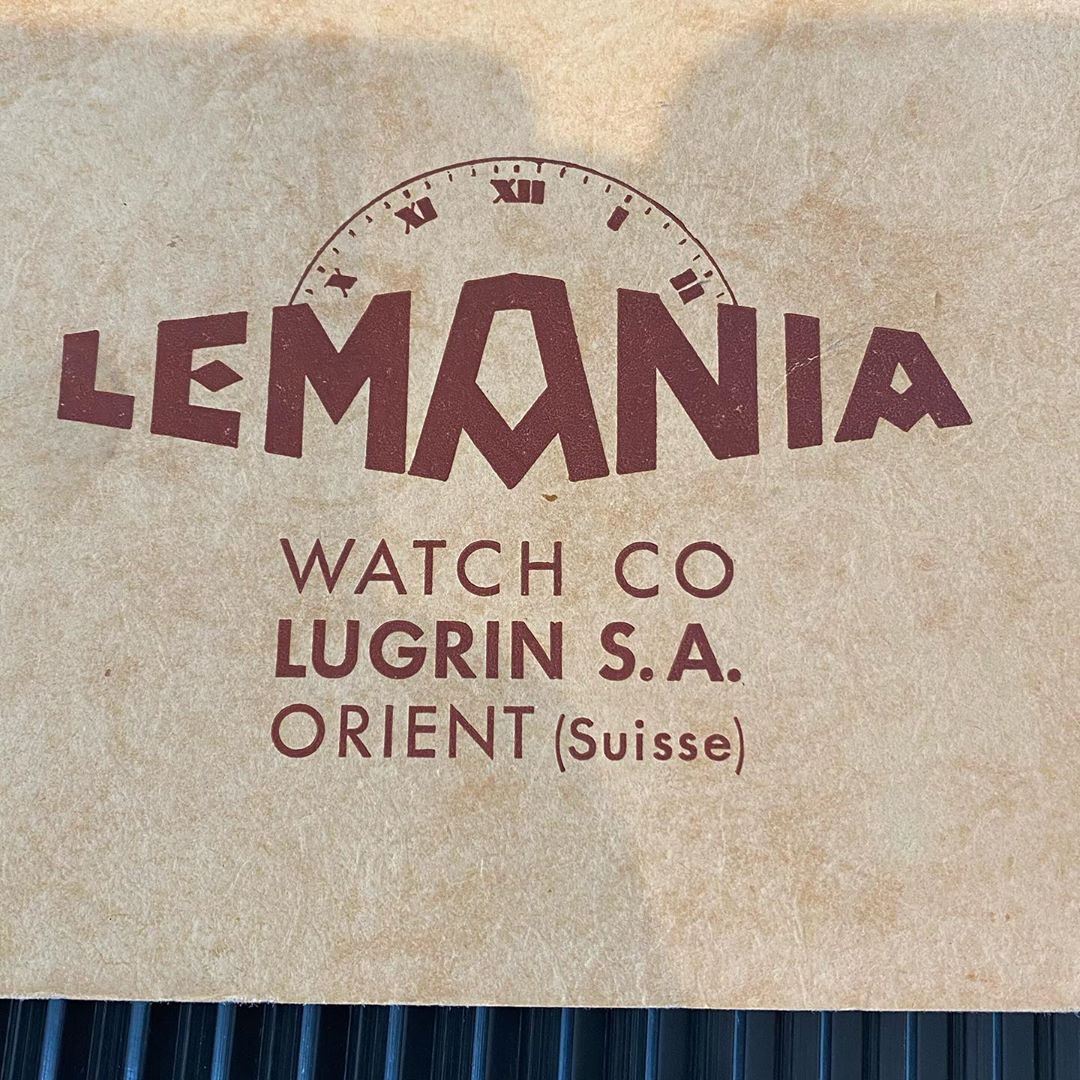 X XI XII I II
LEMANIA
WATCH CO
LUGRIN S.A.
ORIENT (Suisse)